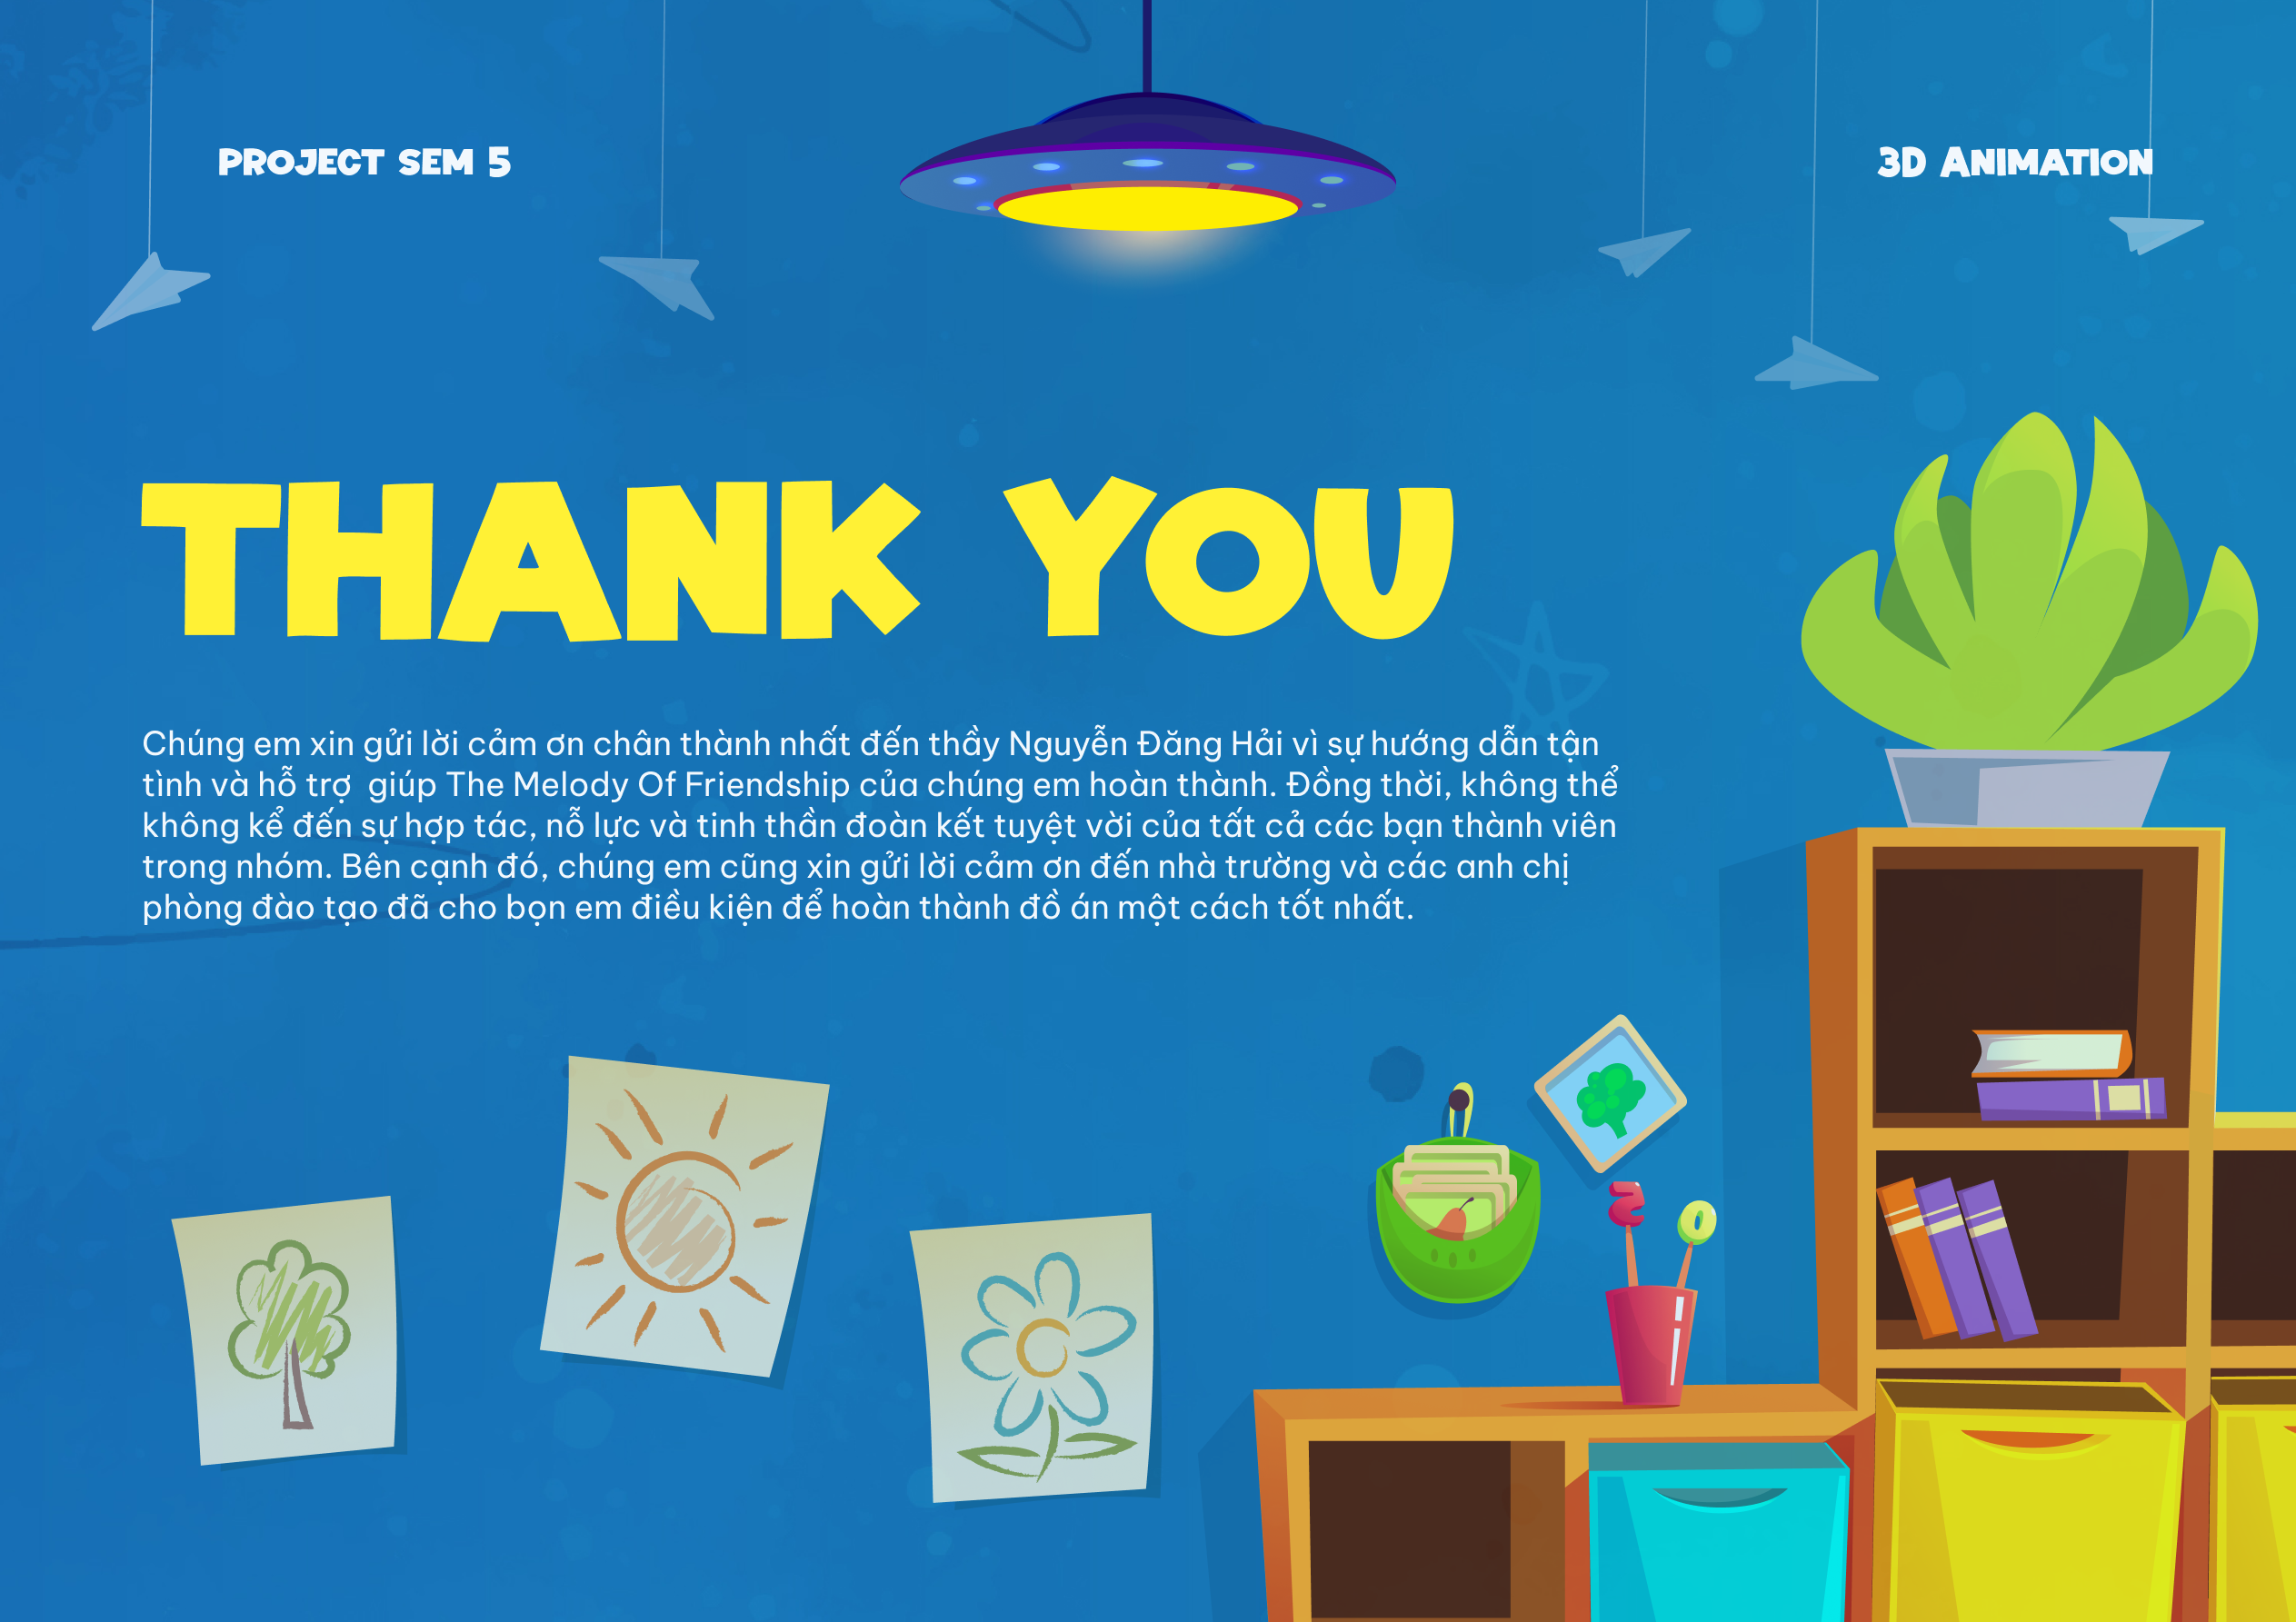 PROJECT SEM 5
3D ANIMATION
THANK YOU
Chúng em xin gửi lời cảm ơn chân thành nhất đến thầy Nguyễn Đăng Hải vì sự hướng dẫn tận
tình và hỗ trợ  giúp The Melody Of Friendship của chúng em hoàn thành. Đồng thời, không thể
không kể đến sự hợp tác, nỗ lực và tinh thần đoàn kết tuyệt vời của tất cả các bạn thành viên
trong nhóm. Bên cạnh đó, chúng em cũng xin gửi lời cảm ơn đến nhà trường và các anh chị
phòng đào tạo đã cho bọn em điều kiện để hoàn thành đồ án một cách tốt nhất.